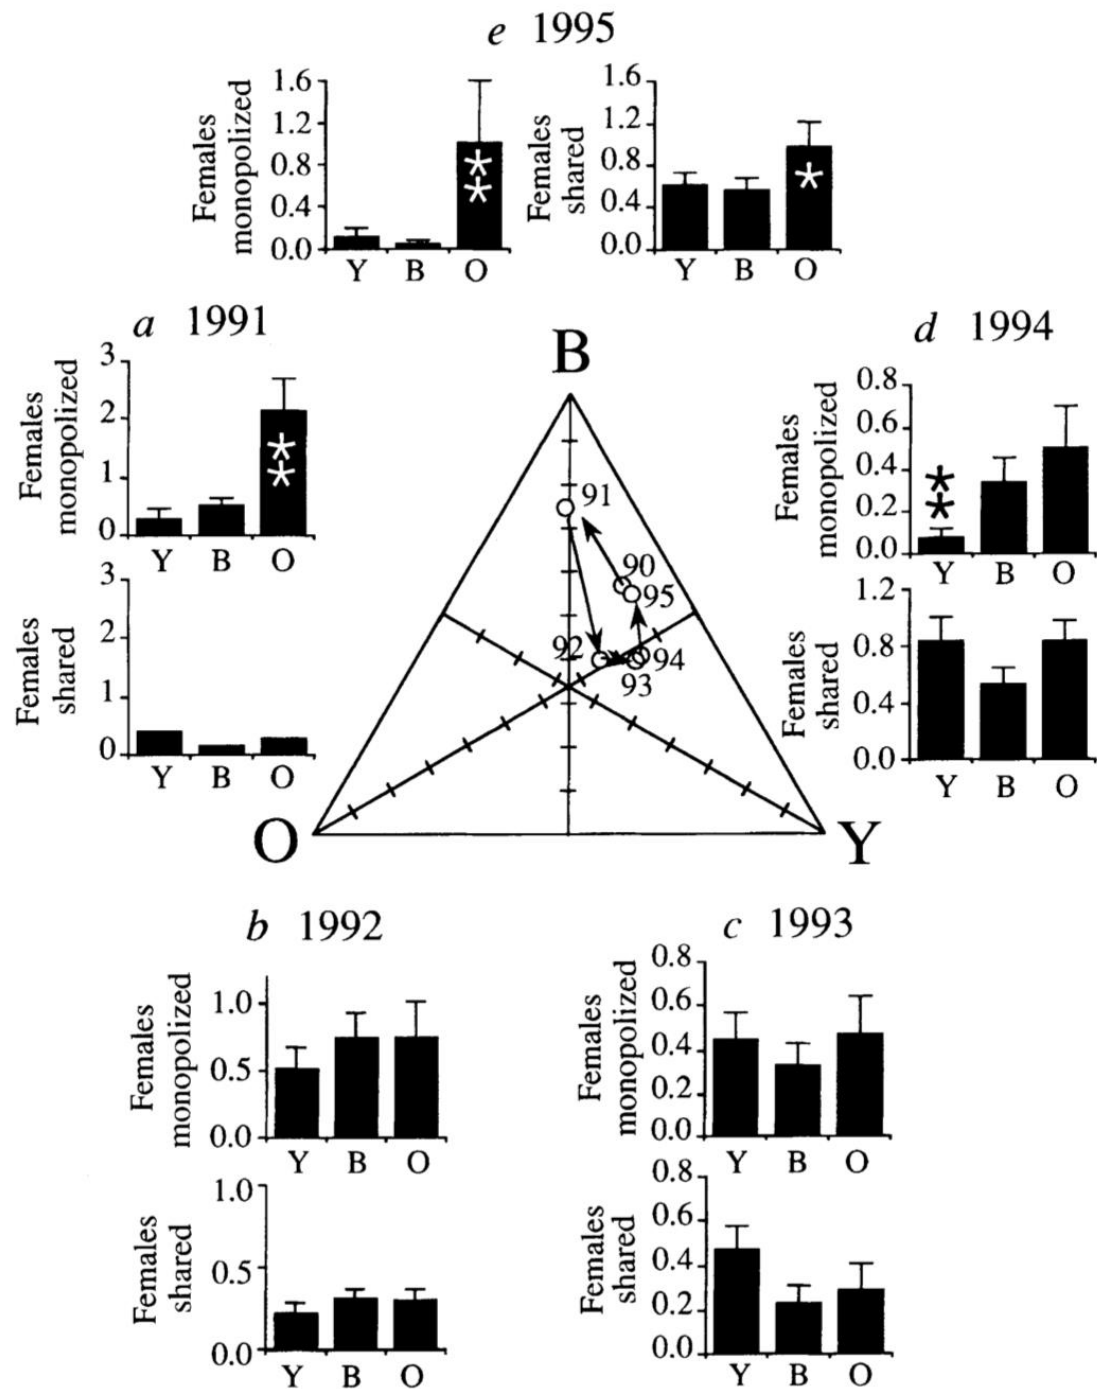 e 1995
Females
monopolized
1.6
1.2
0.8
0.4
0.0
Y B O
Females
shared
1.6
1.2
0.8
0.4
0.0
Y B O
a 1991
Females
monopolized
3
2
1
0
Y B O
Females
shared
3
2
1
0
Y B O
B
91
90
95
92
94
93
O
Y
d 1994
Females
monopolized
0.8
0.6
0.4
0.2
0.0
Y B O
Females
shared
1.2
0.8
0.4
0.0
Y B O
b 1992
Females
monopolized
1.0
0.5
0.0
Y B O
Females
shared
1.0
0.5
0.0
Y B O
c 1993
Females
monopolized
0.8
0.6
0.4
0.2
0.0
Y B O
Females
shared
0.8
0.6
0.4
0.2
0.0
Y B O